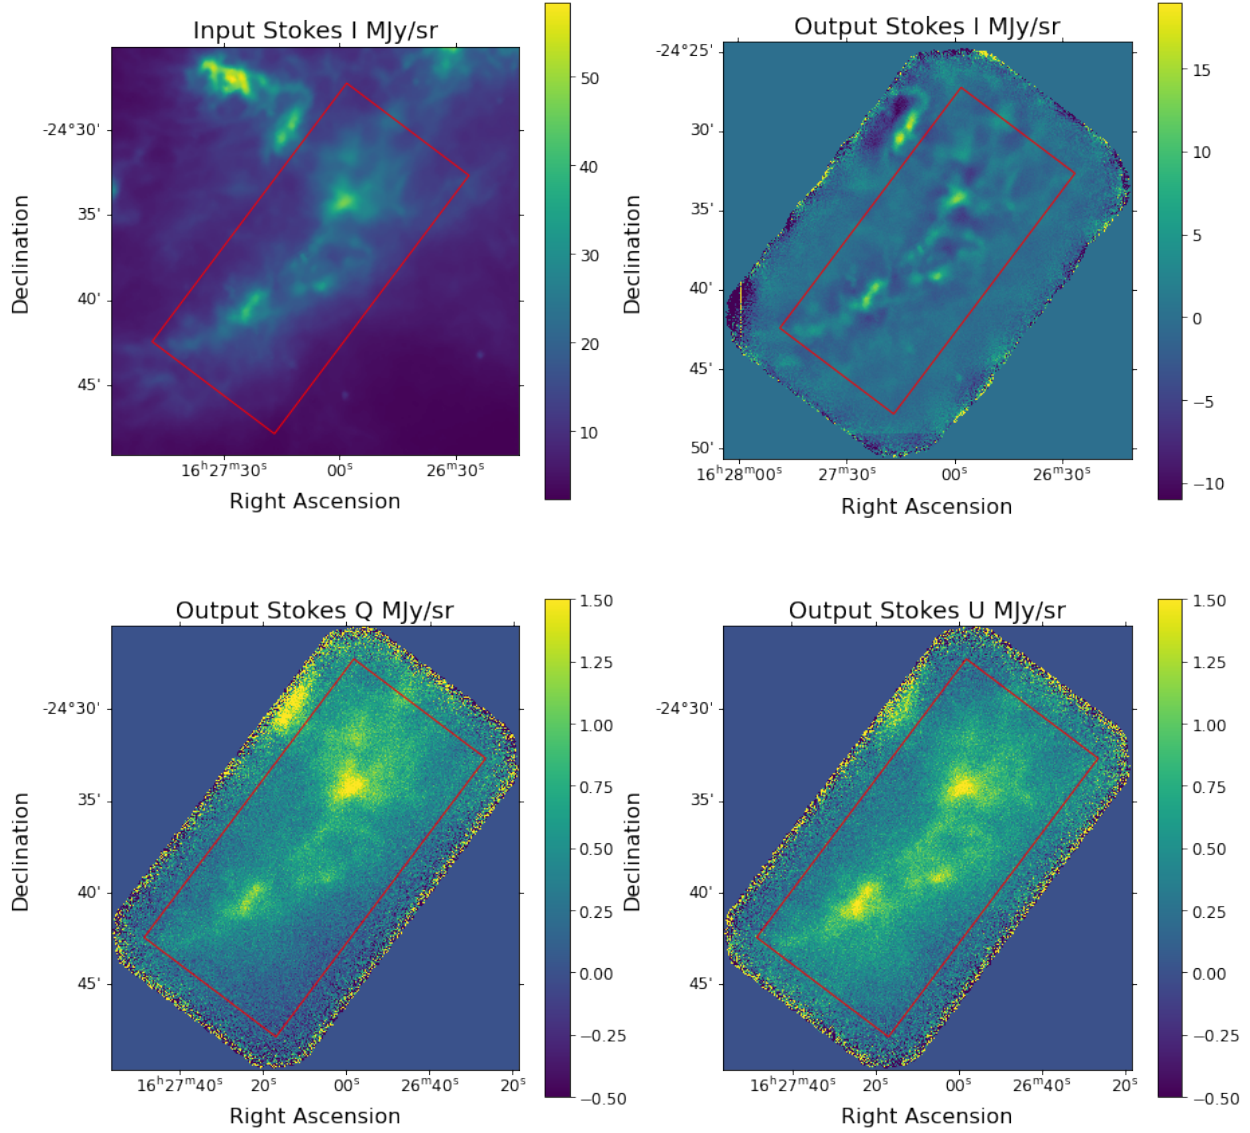 Input Stokes I MJy/sr
-24°30'
35'
40'
45'
Declination
16ʰ27ᵐ30ˢ
00ˢ
26ᵐ30ˢ
Right Ascension
50
40
30
20
10
Output Stokes I MJy/sr
-24°25'
30'
35'
40'
45'
50'
Declination
16ʰ28ᵐ00ˢ
27ᵐ30ˢ
00ˢ
26ᵐ30ˢ
Right Ascension
15
10
5
0
−5
−10
Output Stokes Q MJy/sr
-24°30'
35'
40'
45'
Declination
16ʰ27ᵐ40ˢ
20ˢ
00ˢ
26ᵐ40ˢ
20ˢ
Right Ascension
1.50
1.25
1.00
0.75
0.50
0.25
0.00
−0.25
−0.50
Output Stokes U MJy/sr
-24°30'
35'
40'
45'
Declination
16ʰ27ᵐ40ˢ
20ˢ
00ˢ
26ᵐ40ˢ
20ˢ
Right Ascension
1.50
1.25
1.00
0.75
0.50
0.25
0.00
−0.25
−0.50